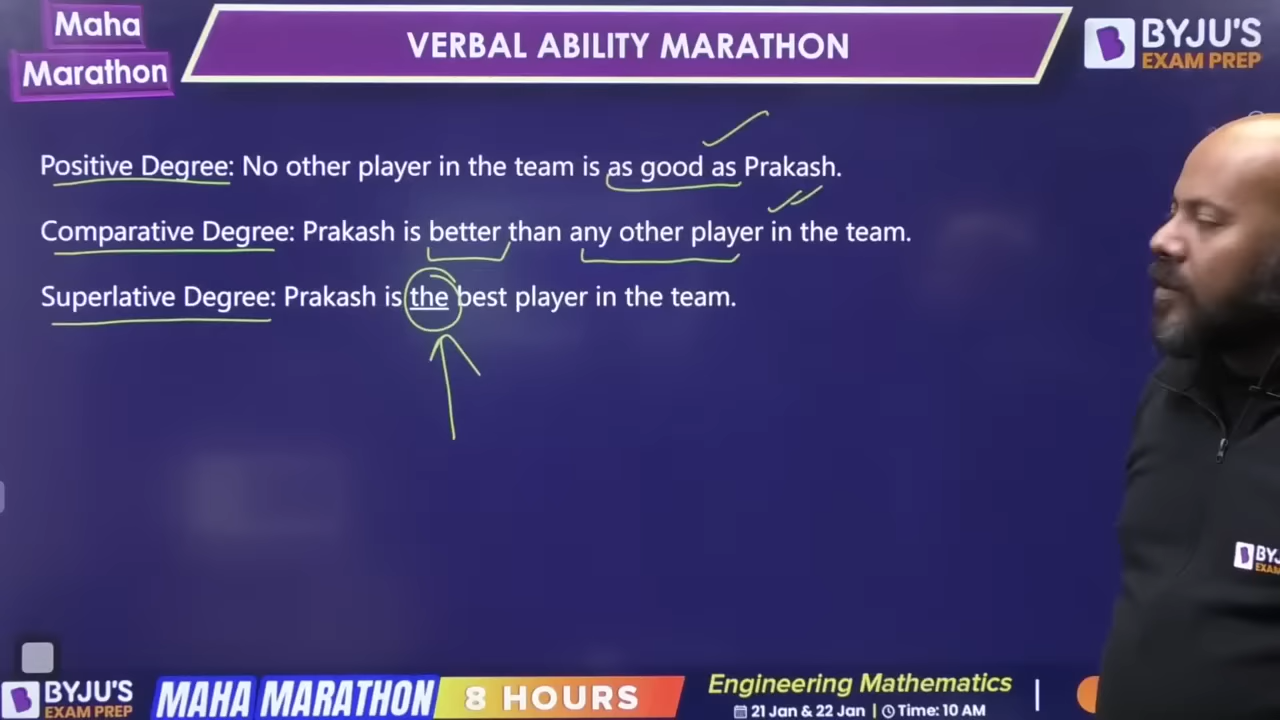 Maha
Marathon
VERBAL ABILITY MARATHON
BYJU'S
EXAM PREP
Positive Degree: No other player in the team is as good as Prakash.
Comparative Degree: Prakash is better than any other player in the team.
Superlative Degree: Prakash is the best player in the team.
BYJU'S
EXAM PREP
MAHA MARATHON
8 HOURS
Engineering Mathematics
21 Jan & 22 Jan | Time: 10 AM